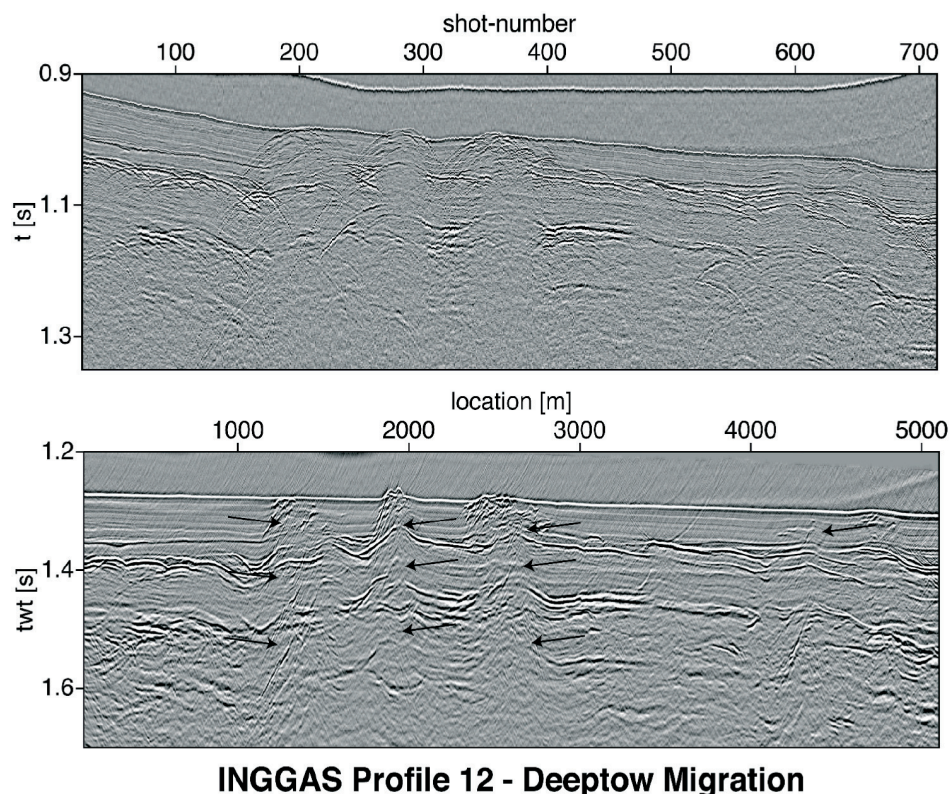 shot-number
100 200 300 400 500 600 700
0.9
1.1
1.3
t [s]
location [m]
1000 2000 3000 4000 5000
1.2
1.4
1.6
twt [s]
INGGAS Profile 12 - Deeptow Migration